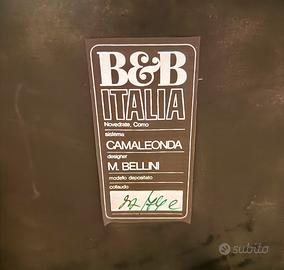 B&B
ITALIA
Novedrate, Como
sistema
CAMALEONDA
designer
M. BELLINI
modello depositato
collaudo
subito